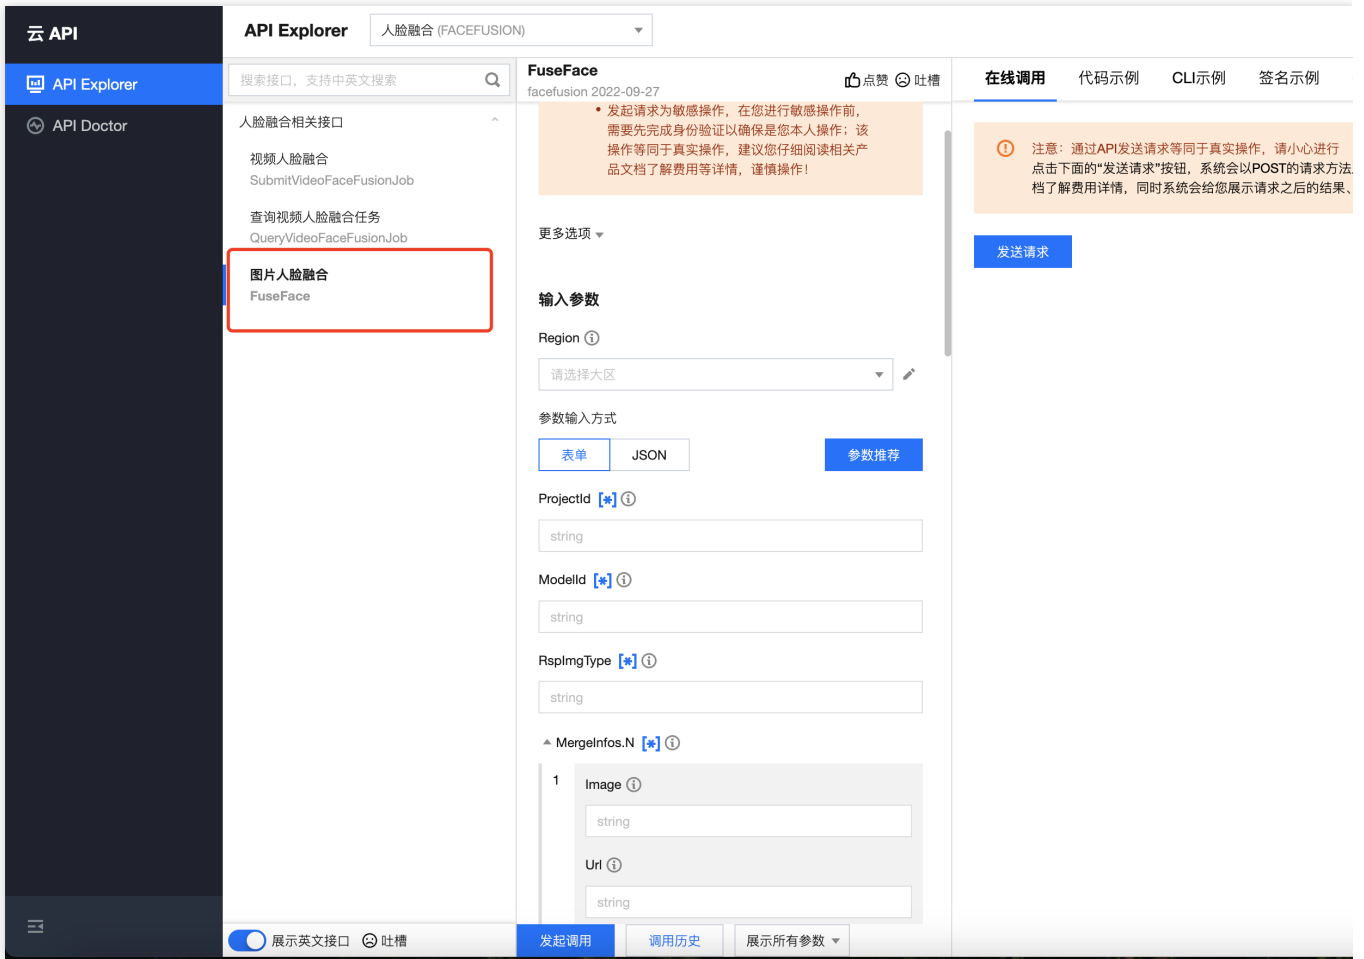 云 API
API Explorer
API Doctor
API Explorer
人脸融合 (FACEFUSION)
搜索接口，支持中英文搜索
人脸融合相关接口
视频人脸融合
SubmitVideoFaceFusionJob
查询视频人脸融合任务
QueryVideoFaceFusionJob
图片人脸融合
FuseFace
展示英文接口
吐槽
FuseFace
facefusion 2022-09-27
点赞
吐槽
• 发起请求为敏感操作，在您进行敏感操作前，
需要先完成身份验证以确保是您本人操作；该
操作等同于真实操作，建议您仔细阅读相关产
品文档了解费用等详情，谨慎操作！
更多选项
输入参数
Region
请选择大区
参数输入方式
表单
JSON
参数推荐
ProjectId [*]
string
ModelId [*]
string
RspImgType [*]
string
MergeInfos.N [*]
1
Image
string
Url
string
发起调用
调用历史
展示所有参数
在线调用
代码示例
CLI示例
签名示例
注意：通过API发送请求等同于真实操作，请小心进行
点击下面的“发送请求”按钮，系统会以POST的请求方法
档了解费用详情，同时系统会给您展示请求之后的结果、
发送请求